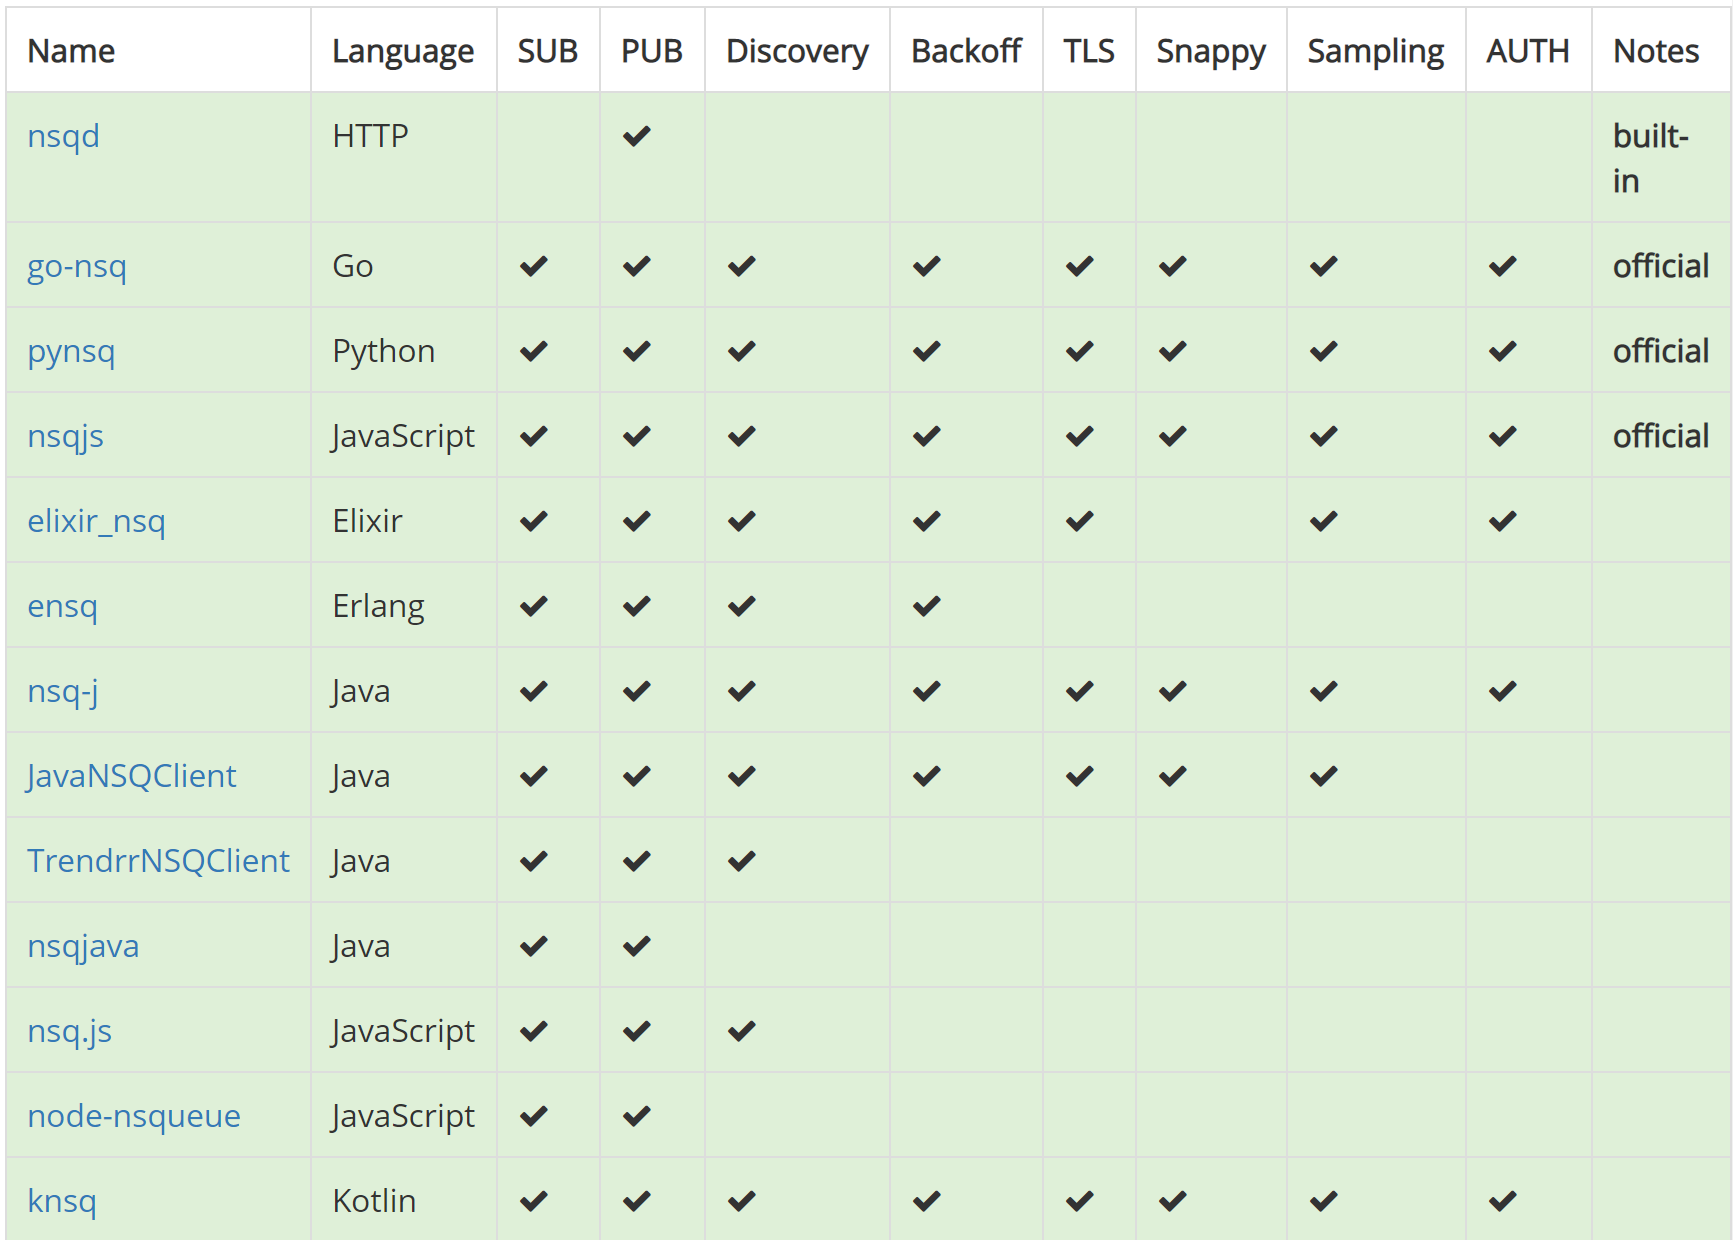 Name Language SUB PUB Discovery Backoff TLS Snappy Sampling AUTH Notes
nsqd HTTP ✔ built-
in
go-nsq Go ✔ ✔ ✔ ✔ ✔ ✔ ✔ ✔ official
pynsq Python ✔ ✔ ✔ ✔ ✔ ✔ ✔ ✔ official
nsqjs JavaScript ✔ ✔ ✔ ✔ ✔ ✔ ✔ ✔ official
elixir_nsq Elixir ✔ ✔ ✔ ✔ ✔ ✔ ✔
ensq Erlang ✔ ✔ ✔ ✔
nsq-j Java ✔ ✔ ✔ ✔ ✔ ✔ ✔ ✔
JavaNSQClient Java ✔ ✔ ✔ ✔ ✔ ✔ ✔
TrendrrNSQClient Java ✔ ✔ ✔
nsqjava Java ✔ ✔
nsq.js JavaScript ✔ ✔ ✔
node-nsqueue JavaScript ✔ ✔
knsq Kotlin ✔ ✔ ✔ ✔ ✔ ✔ ✔ ✔